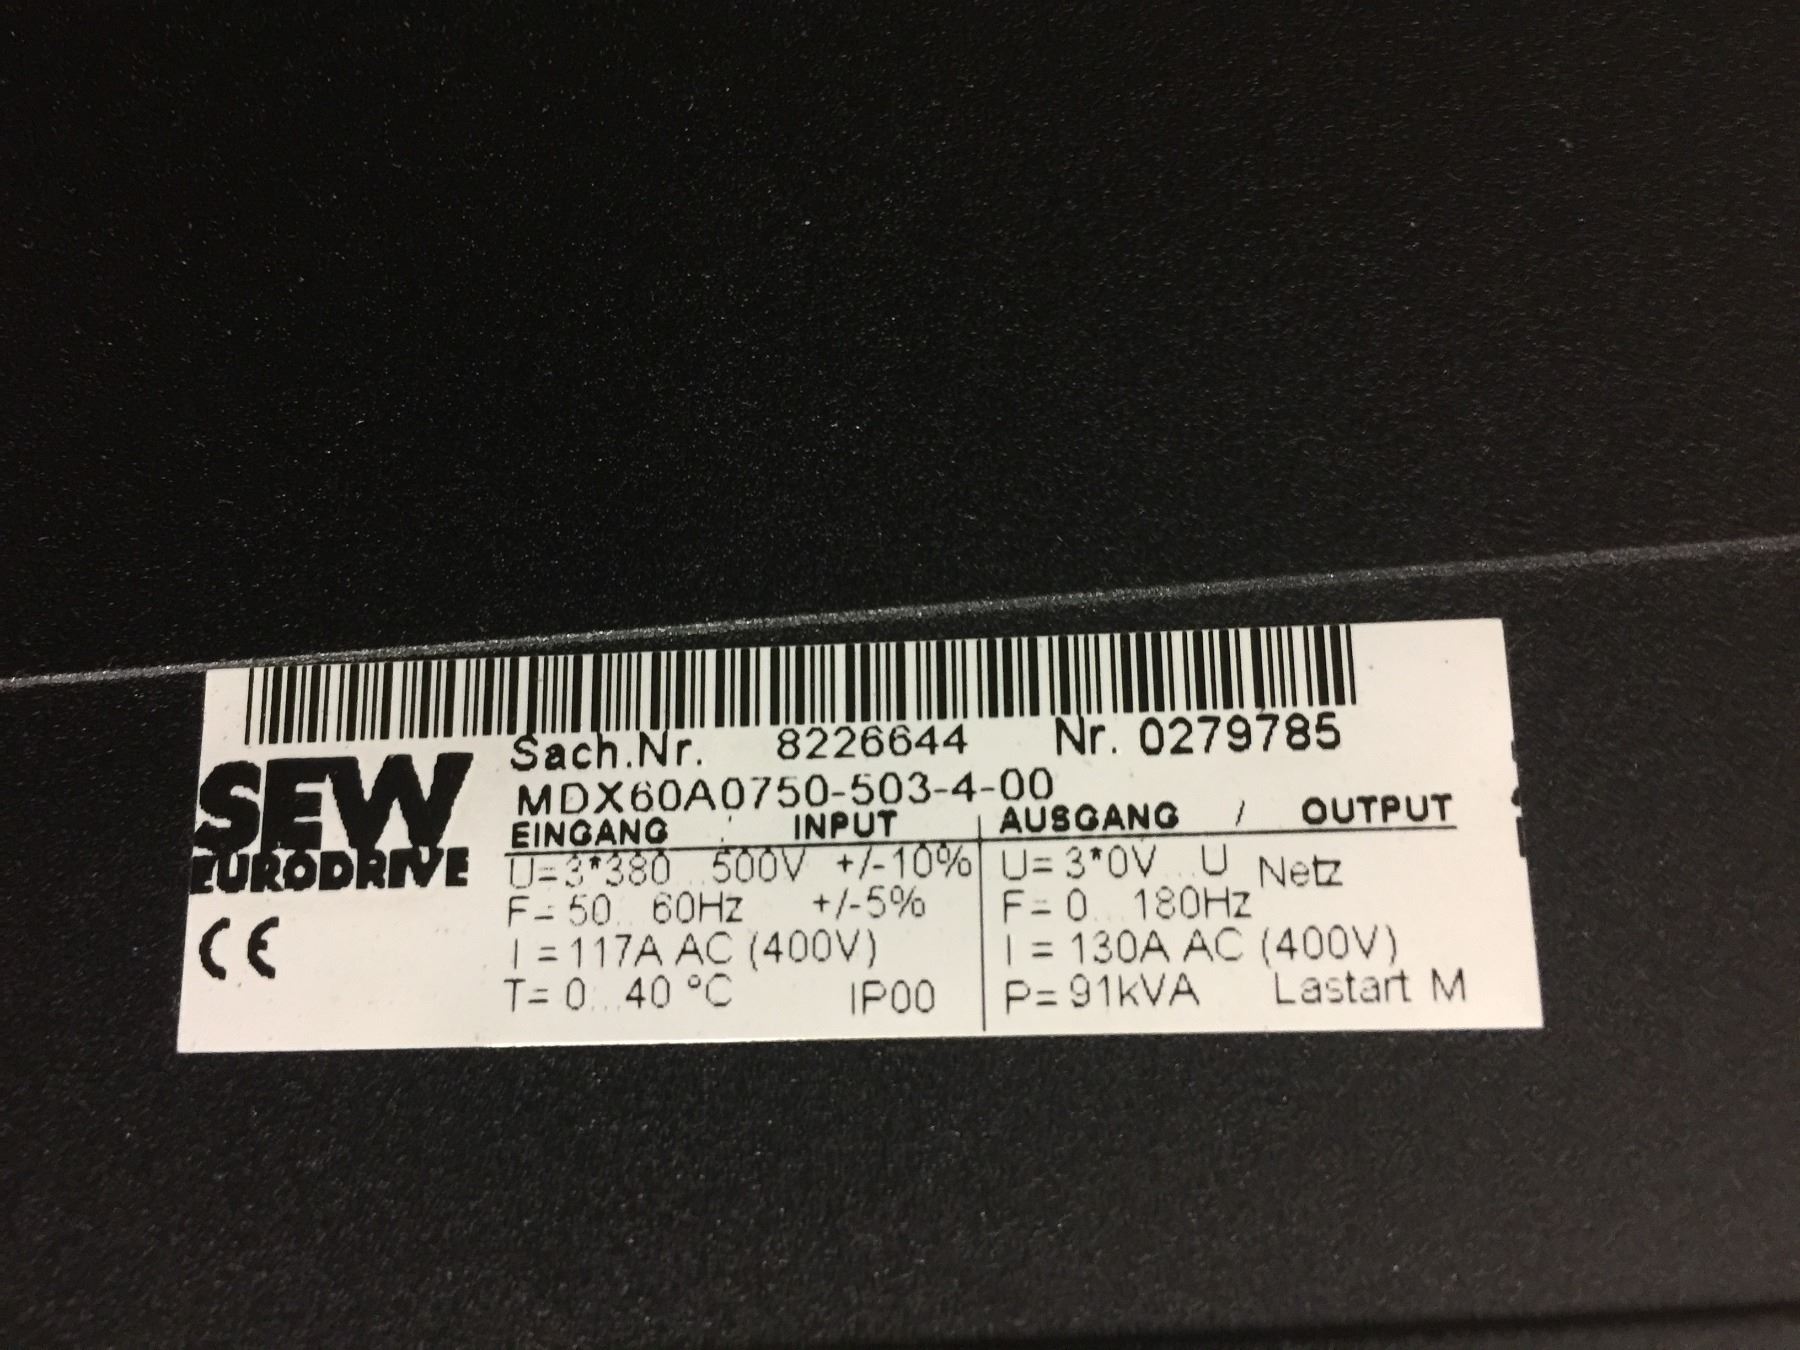 Sach.Nr. 8226644 Nr. 0279785
SEW
EURODRIVE
CE
MDX60A0750-503-4-00
EINGANG / INPUT
U=3*380...500V +/-10%
F=50...60Hz +/-5%
I=117A AC (400V)
T=0...40 °C IP00
AUSGANG / OUTPUT
U=3*0V...U Netz
F=0...180Hz
I=130A AC (400V)
P=91kVA Lastart M